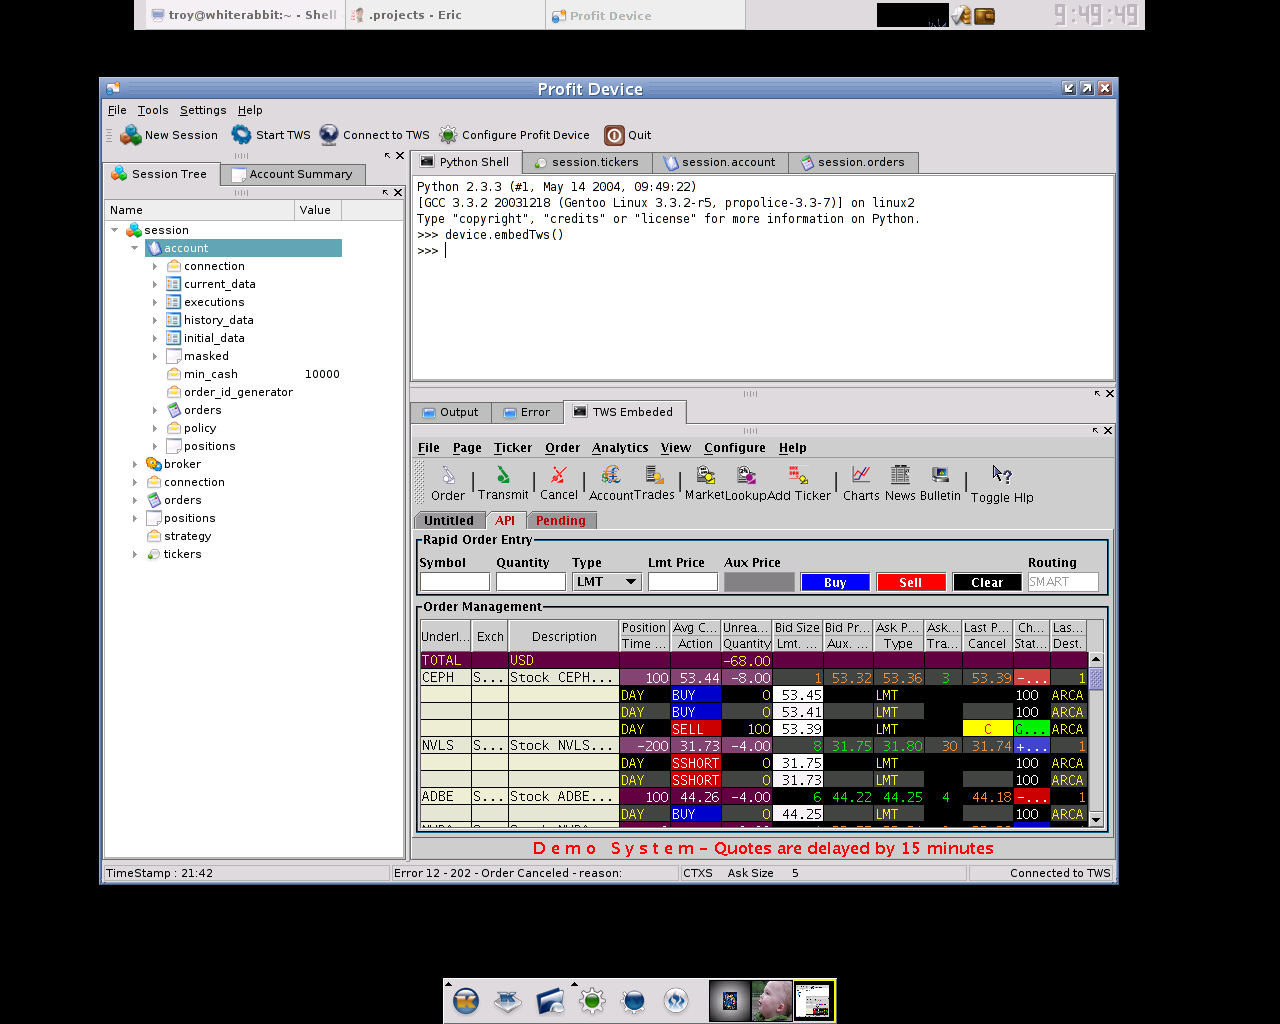 troy@whiterabbit:~ - Shell
.projects - Eric
Profit Device
9:49:49
Profit Device
File Tools Settings Help
New Session Start TWS Connect to TWS Configure Profit Device Quit
Session Tree Account Summary
Name Value
session
account
connection
current_data
executions
history_data
initial_data
masked
min_cash 10000
order_id_generator
orders
policy
positions
broker
connection
orders
positions
strategy
tickers
Python Shell session.tickers session.account session.orders
Python 2.3.3 (#1, May 14 2004, 09:49:22)
[GCC 3.3.2 20031218 (Gentoo Linux 3.3.2-r5, propolice-3.3-7)] on linux2
Type "copyright", "credits" or "license" for more information on Python.
>>> device.embedTws()
>>>
Output Error TWS Embeded
File Page Ticker Order Analytics View Configure Help
Order Transmit Cancel Account Trades Market Lookup Add Ticker Charts News Bulletin Toggle Hlp
Untitled API Pending
Rapid Order Entry
Symbol Quantity Type Lmt Price Aux Price Routing
LMT Buy Sell Clear SMART
Order Management
Underl... Exch Description Position Avg C... Unrea... Bid Size Bid Pr... Ask P... Ask... Last P... Ch... Las...
Time ... Action Quantity Lmt. ... Aux. ... Type Tra... Cancel Stat... Dest.
TOTAL USD -68.00
CEPH S... Stock CEPH... 100 53.44 -8.00 1 53.32 53.36 3 53.39 -... 1
DAY BUY 0 53.45 LMT 100 ARCA
DAY BUY 0 53.41 LMT 100 ARCA
DAY SELL 100 53.39 LMT C G... ARCA
NVLS S... Stock NVLS... -200 31.73 -4.00 8 31.75 31.80 30 31.74 +... 1
DAY SSHORT 0 31.75 LMT 100 ARCA
DAY SSHORT 0 31.73 LMT 100 ARCA
ADBE S... Stock ADBE... 100 44.26 -4.00 6 44.22 44.25 4 44.18 -... 1
DAY BUY 0 44.25 LMT 100 ARCA
Demo System - Quotes are delayed by 15 minutes
TimeStamp : 21:42 Error 12 - 202 - Order Canceled - reason: CTXS Ask Size 5 Connected to TWS